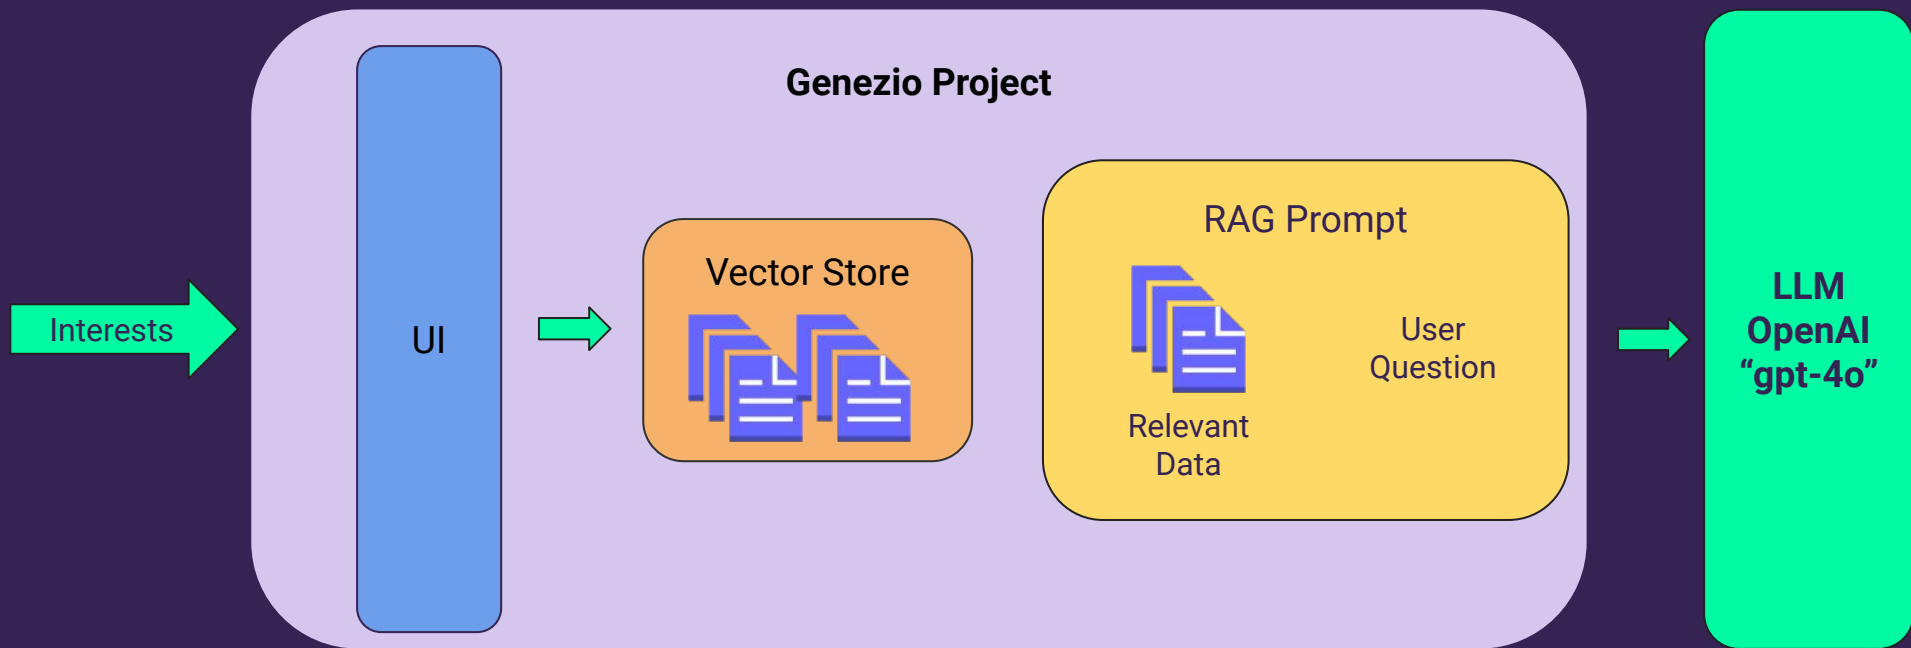 Genezio Project
Interests
UI
Vector Store
RAG Prompt
Relevant
Data
User
Question
LLM
OpenAI
“gpt-4o”